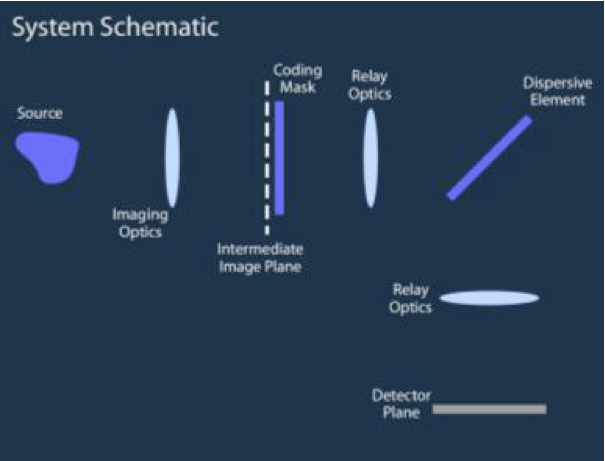 System Schematic
Source
Imaging
Optics
Coding
Mask
Intermediate
Image Plane
Relay
Optics
Dispersive
Element
Relay
Optics
Detector
Plane